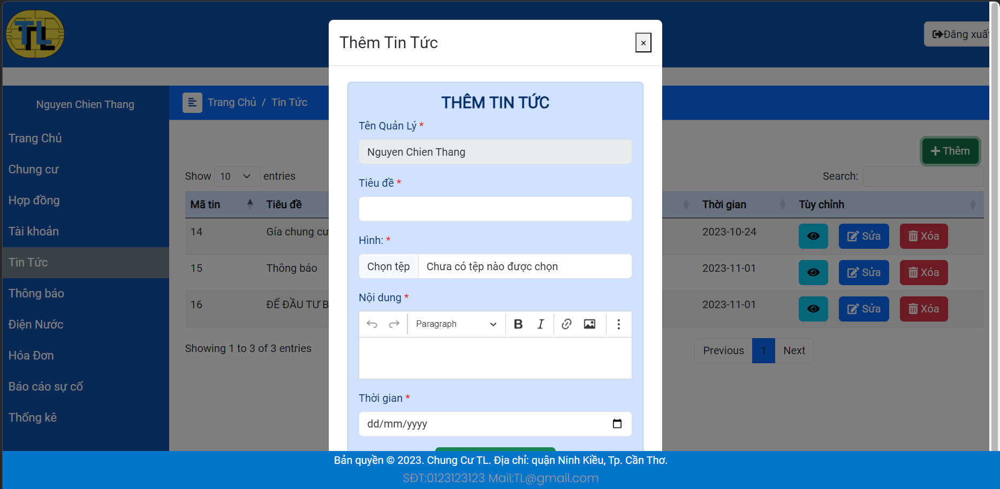 TL
Đăng xuất
Nguyen Chien Thang
Trang Chủ
Chung cư
Hợp đồng
Tài khoản
Tin Tức
Thông báo
Điện Nước
Hóa Đơn
Báo cáo sự cố
Thống kê
Trang Chủ / Tin Tức
Thêm
Show 10 entries
Search:
Mã tin Tiêu đề Thời gian Tùy chỉnh
14 Gía chung cư 2023-10-24 Sửa Xóa
15 Thông báo 2023-11-01 Sửa Xóa
16 ĐỂ ĐẦU TƯ B 2023-11-01 Sửa Xóa
Showing 1 to 3 of 3 entries
Previous 1 Next
Thêm Tin Tức ×
THÊM TIN TỨC
Tên Quản Lý *
Nguyen Chien Thang
Tiêu đề *
Hình: *
Chọn tệp Chưa có tệp nào được chọn
Nội dung *
Paragraph B I
Thời gian *
dd/mm/yyyy
Bản quyền © 2023. Chung Cư TL. Địa chỉ: quận Ninh Kiều, Tp. Cần Thơ.
SĐT:0123123123 Mail:TL@gmail.com